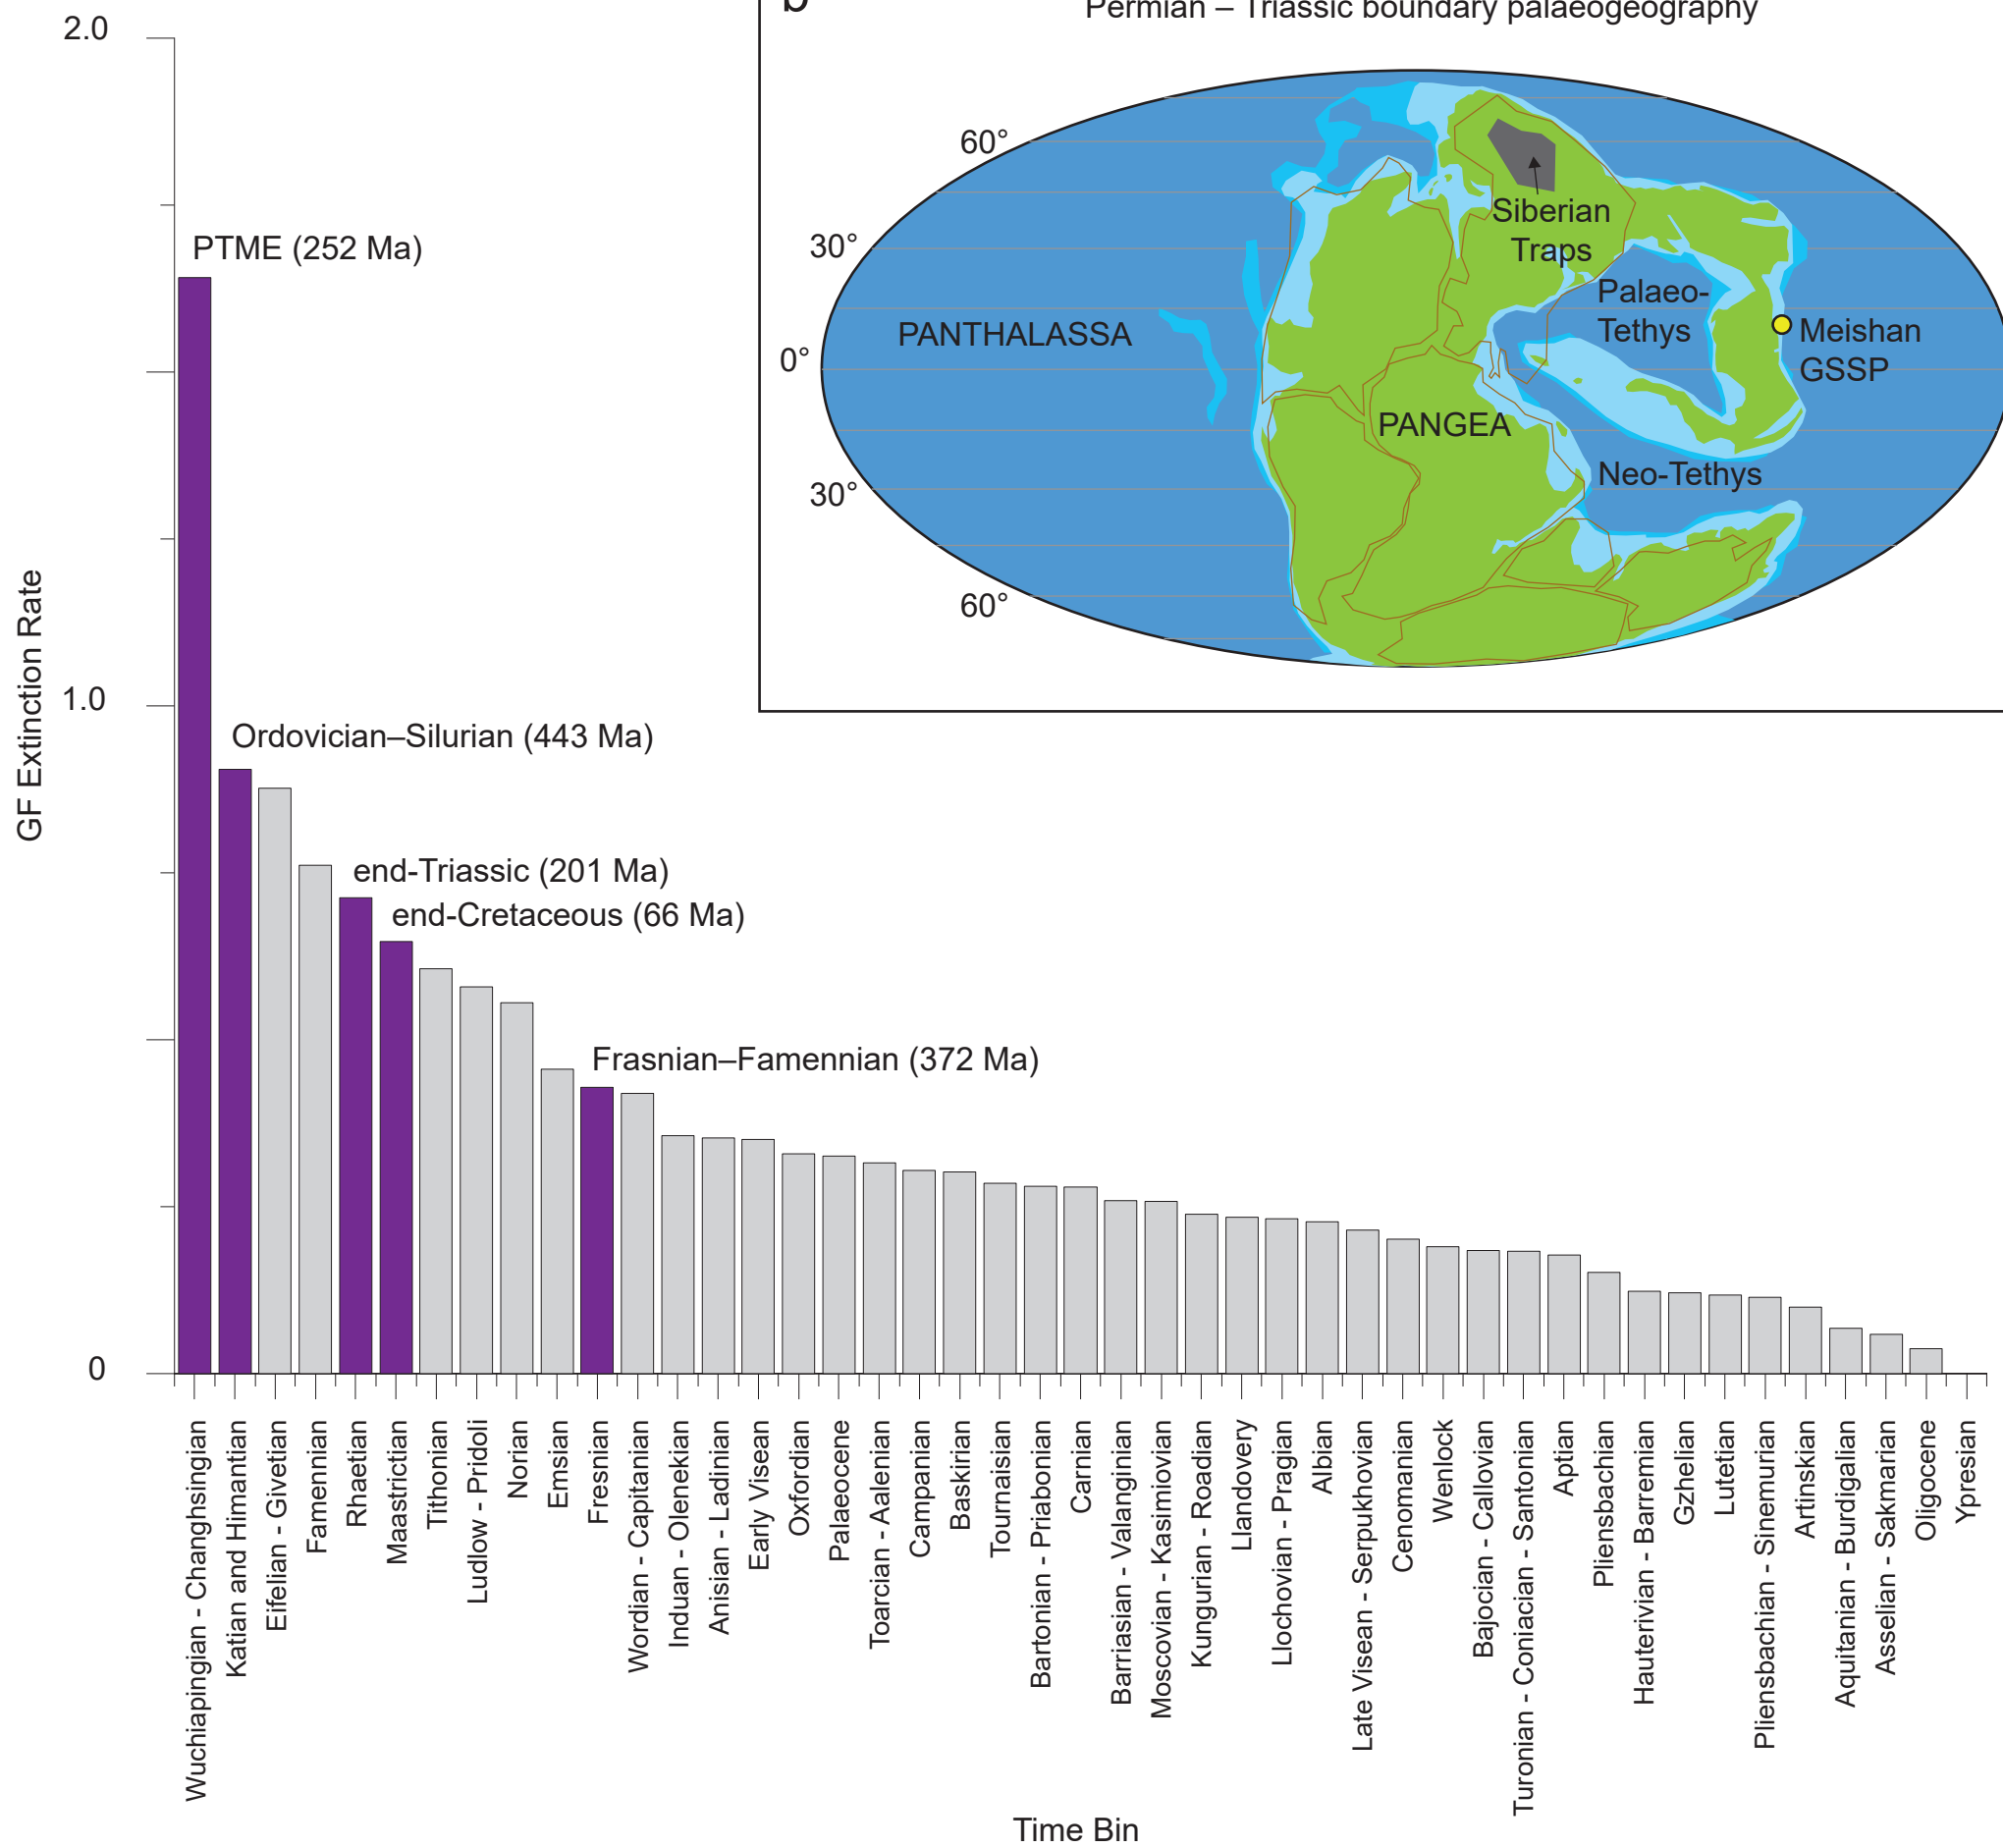 2.0
1.0
0
GF Extinction Rate
PTME (252 Ma)
Ordovician–Silurian (443 Ma)
end-Triassic (201 Ma)
end-Cretaceous (66 Ma)
Frasnian–Famennian (372 Ma)
b
Permian – Triassic boundary palaeogeography
60°
30°
0°
30°
60°
PANTHALASSA
Siberian
Traps
Palaeo-
Tethys
Meishan
GSSP
PANGEA
Neo-Tethys
Wuchiapingian - Changhsingian
Katian and Himantian
Eifelian - Givetian
Famennian
Rhaetian
Maastrictian
Tithonian
Ludlow - Pridoli
Norian
Emsian
Fresnian
Wordian - Capitanian
Induan - Olenekian
Anisian - Ladinian
Early Visean
Oxfordian
Palaeocene
Toarcian - Aalenian
Campanian
Baskinian
Tournaisian
Bartonian - Priabonian
Carnian
Barriasian - Valanginian
Moscovian - Kasimiovian
Kungurian - Roadian
Llandovery
Llochovian - Pragian
Albian
Late Visean - Serpukhovian
Cenomanian
Wenlock
Bajocian - Callovian
Turonian - Coniacian - Santonian
Aptian
Pliensbachian
Hauterivian - Barremian
Gzhelian
Lutetian
Pliensbachian - Sinemurian
Artinskian
Aquitanian - Burdigalian
Asselian - Sakmarian
Oligocene
Ypresian
Time Bin